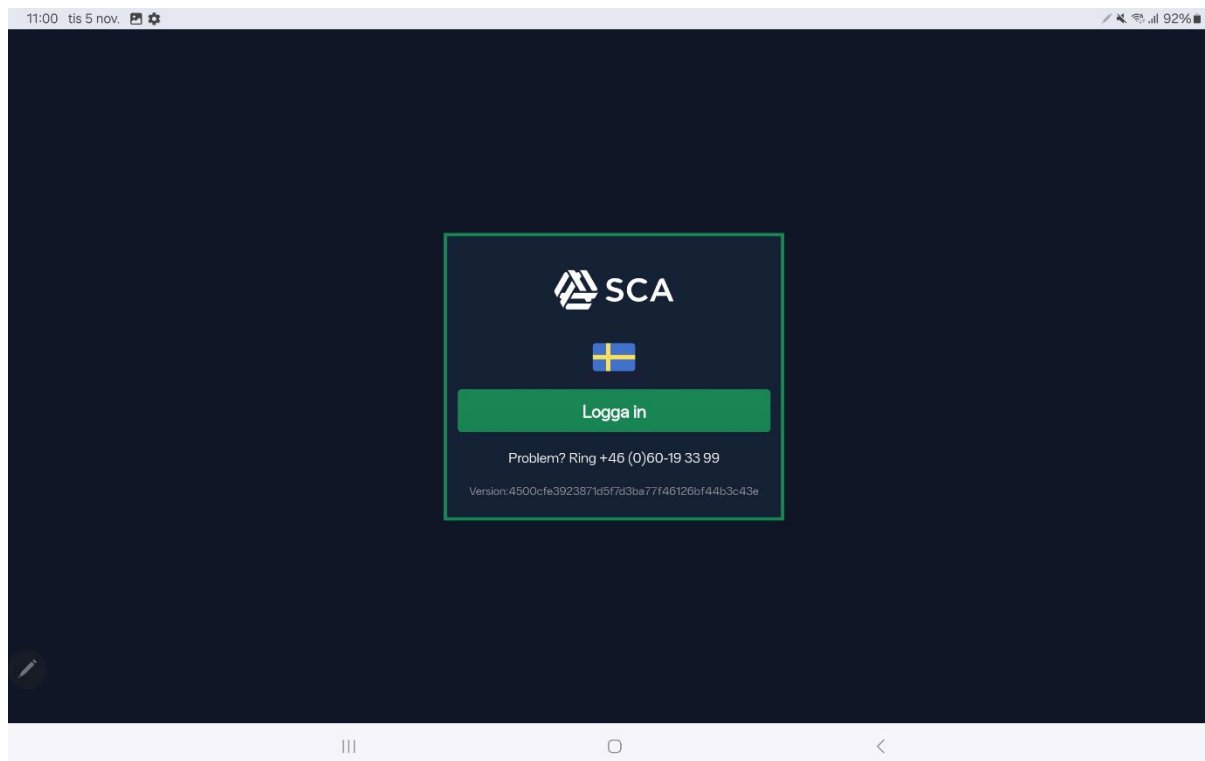 11:00 tis 5 nov. 92%
SCA
Logga in
Problem? Ring +46 (0)60-19 33 99
Version:4500cfe3923871d5f7d3ba77f46126bf44b3c43e